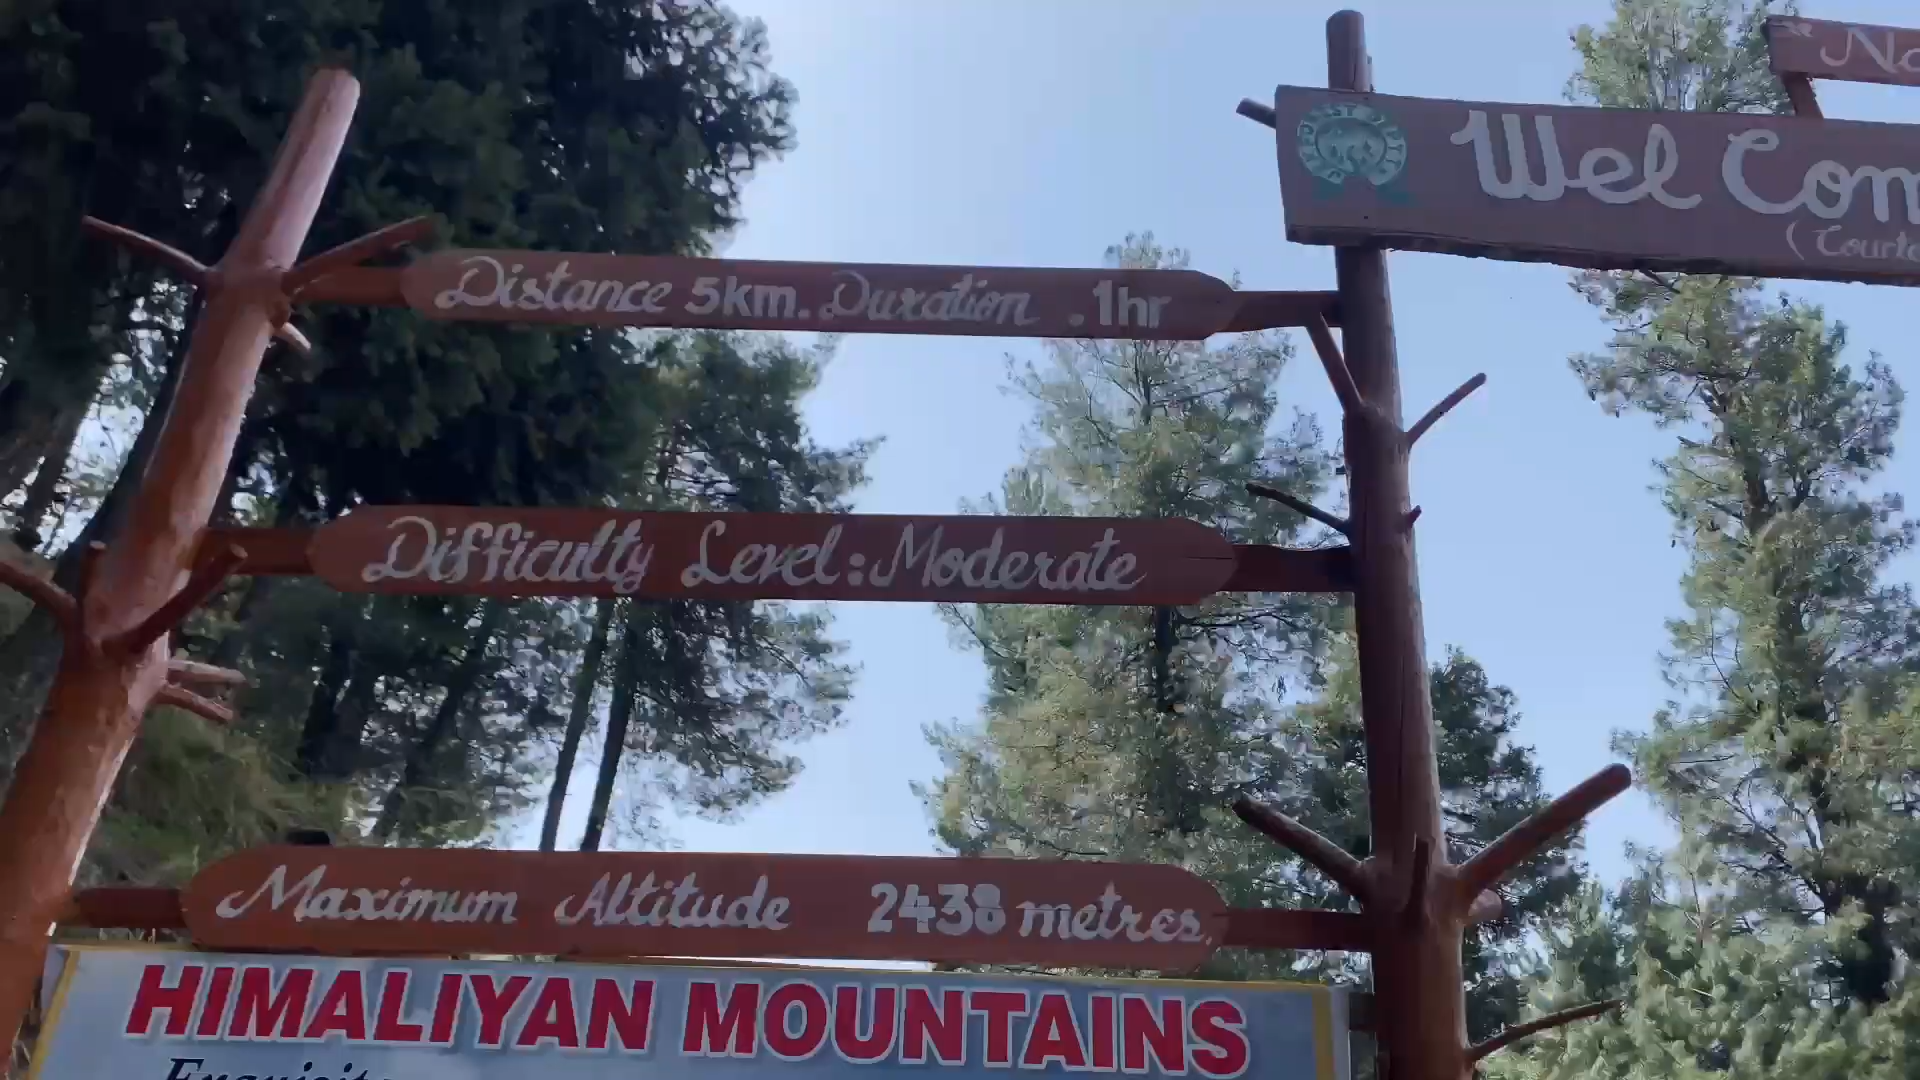 Distance 5km. Duration . 1hr
Difficulty Level: Moderate
Maximum Altitude 2438 metres.
HIMALIYAN MOUNTAINS
Wel Com